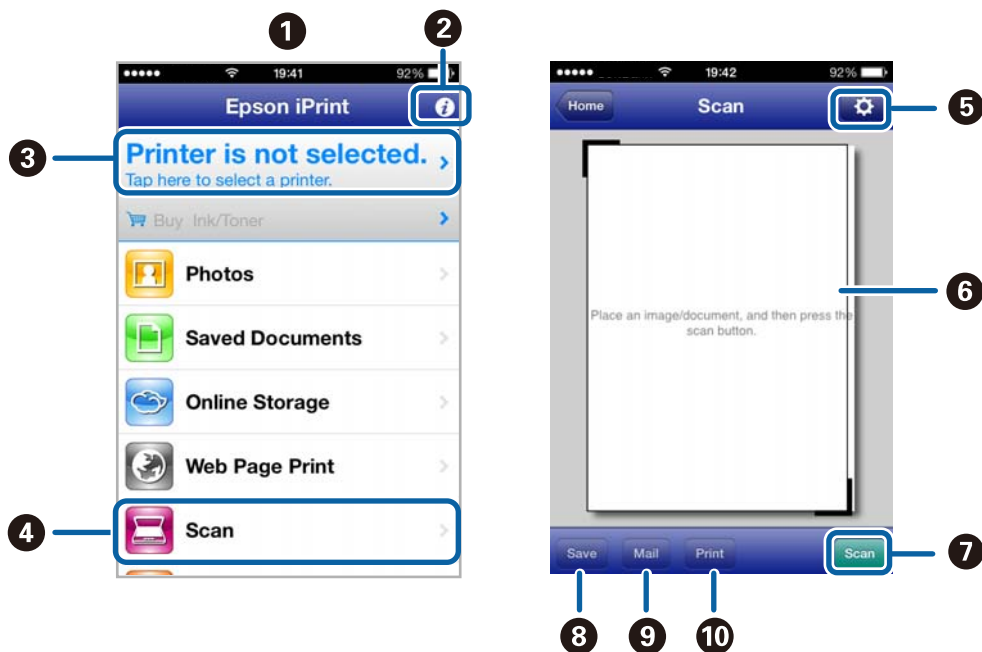 1
2
19:41
92%
Epson iPrint
3
Printer is not selected.
Tap here to select a printer.
Buy Ink/Toner
Photos
Saved Documents
Online Storage
Web Page Print
4
Scan
19:42
92%
Home
Scan
5
6
Place an image/document, and then press the
scan button.
Save
Mail
Print
Scan
7
8
9
10